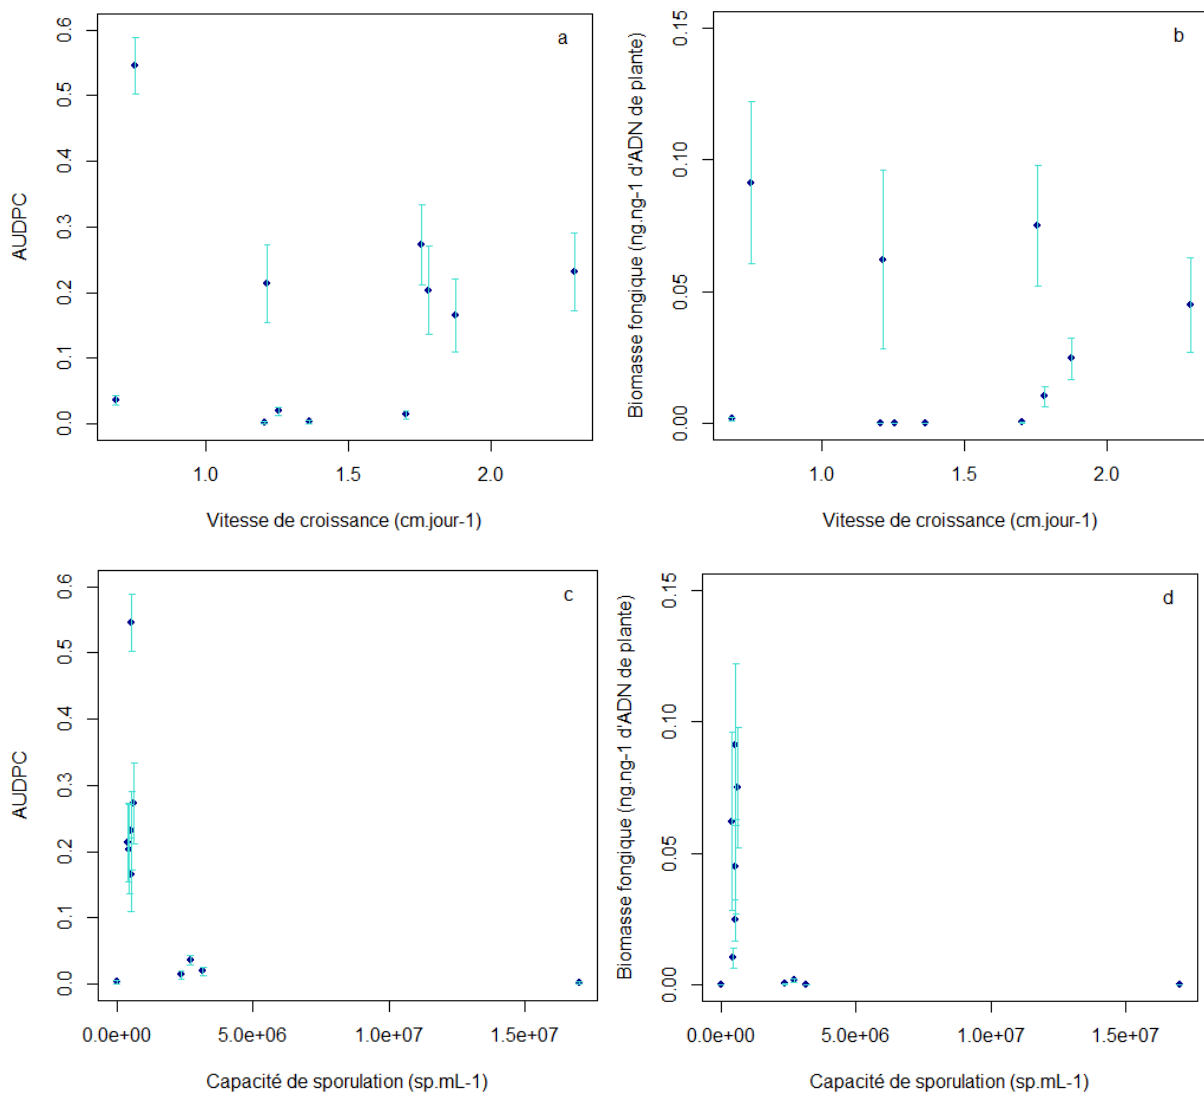 a
AUDPC
0.0 0.1 0.2 0.3 0.4 0.5 0.6
1.0 1.5 2.0
Vitesse de croissance (cm.jour-1)
b
Biomasse fongique (ng.ng-1 d'ADN de plante)
0.00 0.05 0.10 0.15
1.0 1.5 2.0
Vitesse de croissance (cm.jour-1)
c
AUDPC
0.0 0.1 0.2 0.3 0.4 0.5 0.6
0.0e+00 5.0e+06 1.0e+07 1.5e+07
Capacité de sporulation (sp.mL-1)
d
Biomasse fongique (ng.ng-1 d'ADN de plante)
0.00 0.05 0.10 0.15
0.0e+00 5.0e+06 1.0e+07 1.5e+07
Capacité de sporulation (sp.mL-1)